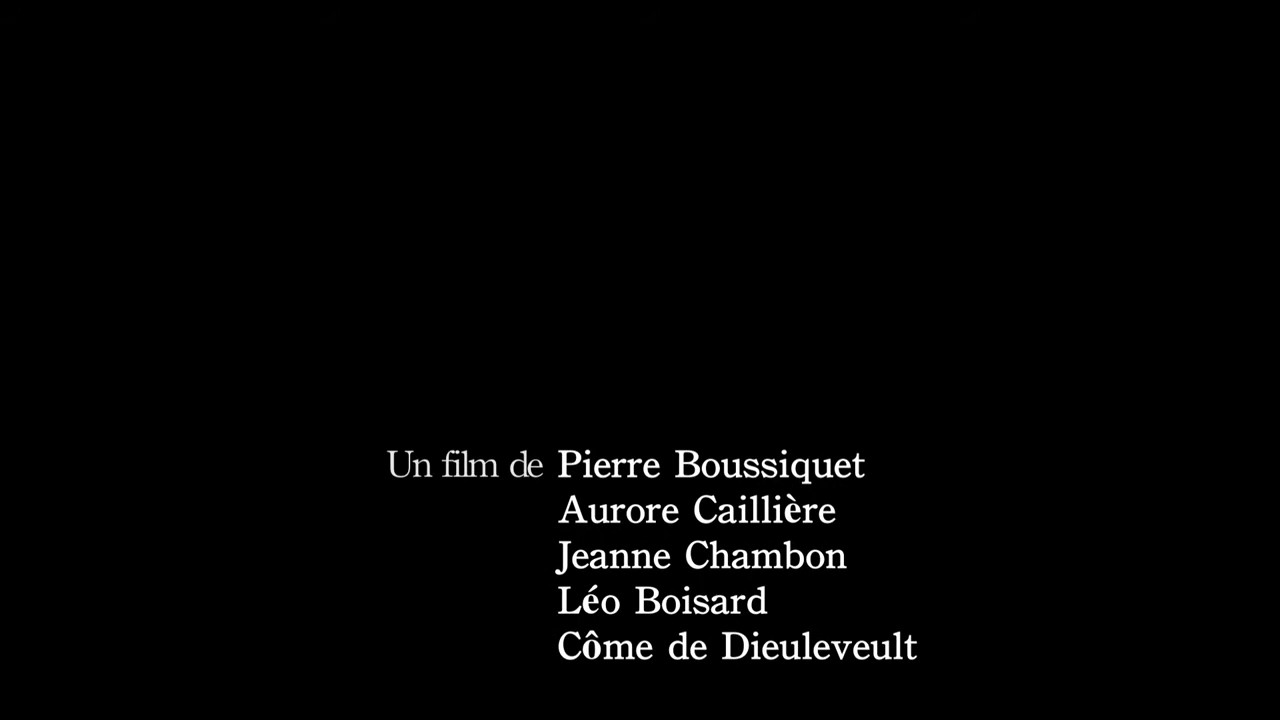 Un film de Pierre Boussiquet
Aurore Caillière
Jeanne Chambon
Léo Boisard
Côme de Dieuleveult